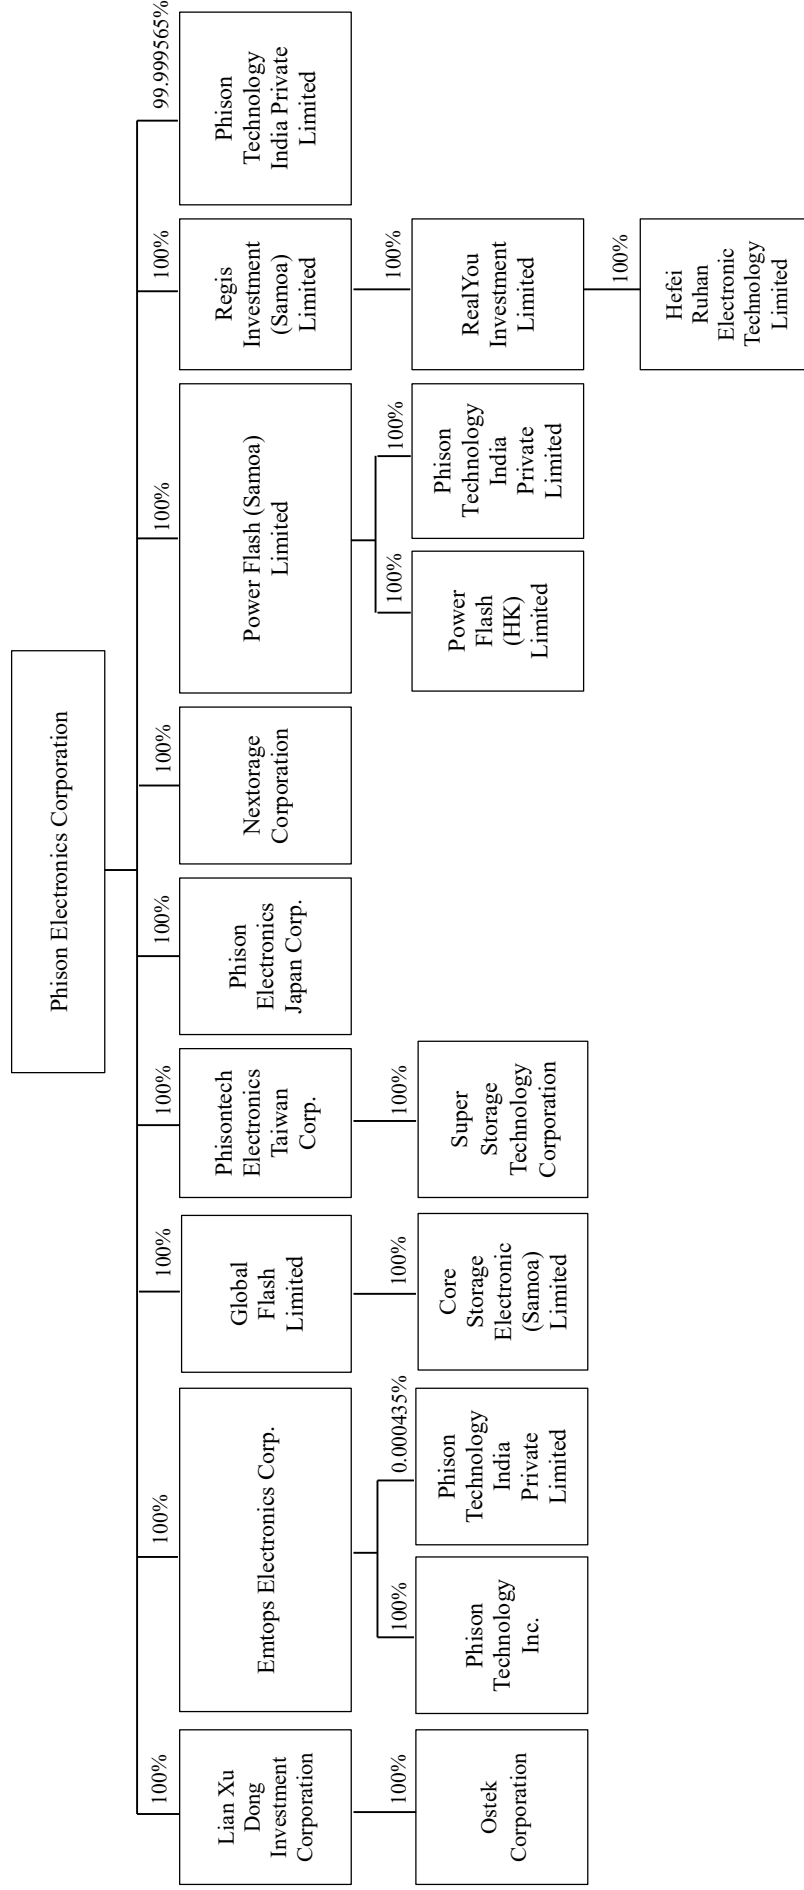 Phison Electronics Corporation
100%
100%
100%
100%
100%
100%
100%
100%
99.999565%
Lian Xu
Dong
Investment
Corporation
Emtops Electronics Corp.
Global
Flash
Limited
Phisontech
Electronics
Taiwan
Corp.
Phison
Electronics
Japan Corp.
Nextorage
Corporation
Power Flash (Samoa)
Limited
Regis
Investment
(Samoa)
Limited
Phison
Technology
India Private
Limited
100%
100%
0.000435%
100%
100%
100%
100%
100%
Ostek
Corporation
Phison
Technology
Inc.
Phison
Technology
India
Private
Limited
Core
Storage
Electronic
(Samoa)
Limited
Super
Storage
Technology
Corporation
Power
Flash
(HK)
Limited
Phison
Technology
India
Private
Limited
RealYou
Investment
Limited
100%
Hefei
Ruhan
Electronic
Technology
Limited